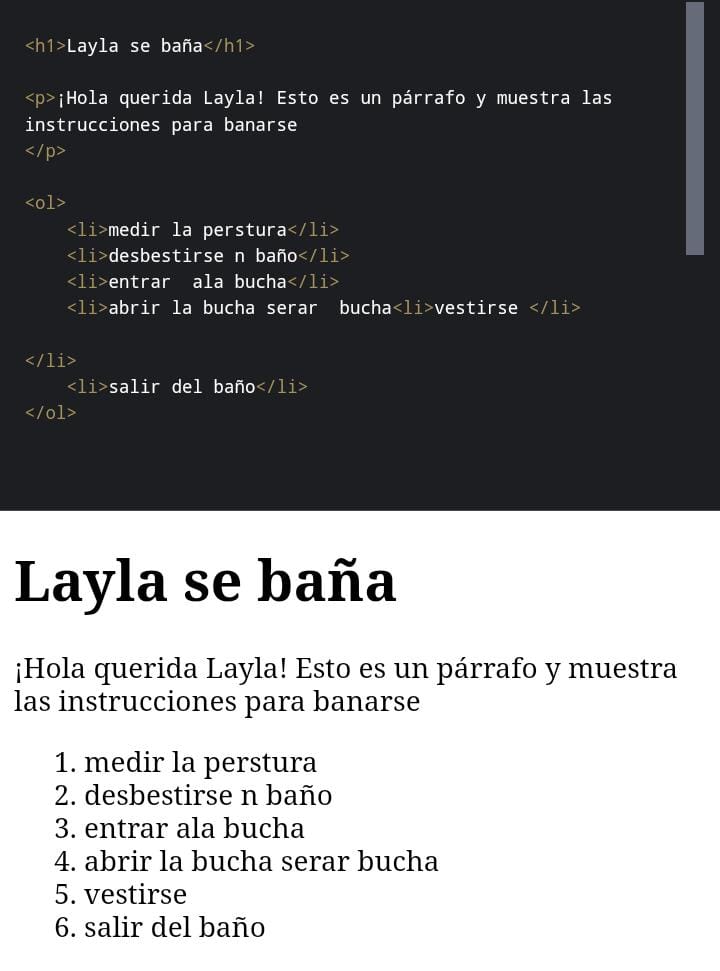 <h1>Layla se baña</h1>
<p>¡Hola querida Layla! Esto es un párrafo y muestra las
instrucciones para banarse
</p>
<ol>
<li>medir la perstura</li>
<li>desbestirse n baño</li>
<li>entrar  ala bucha</li>
<li>abrir la bucha serar  bucha<li>vestirse </li>
</li>
<li>salir del baño</li>
</ol>
Layla se baña
¡Hola querida Layla! Esto es un párrafo y muestra
las instrucciones para banarse
1. medir la perstura
2. desbestirse n baño
3. entrar ala bucha
4. abrir la bucha serar bucha
5. vestirse
6. salir del baño